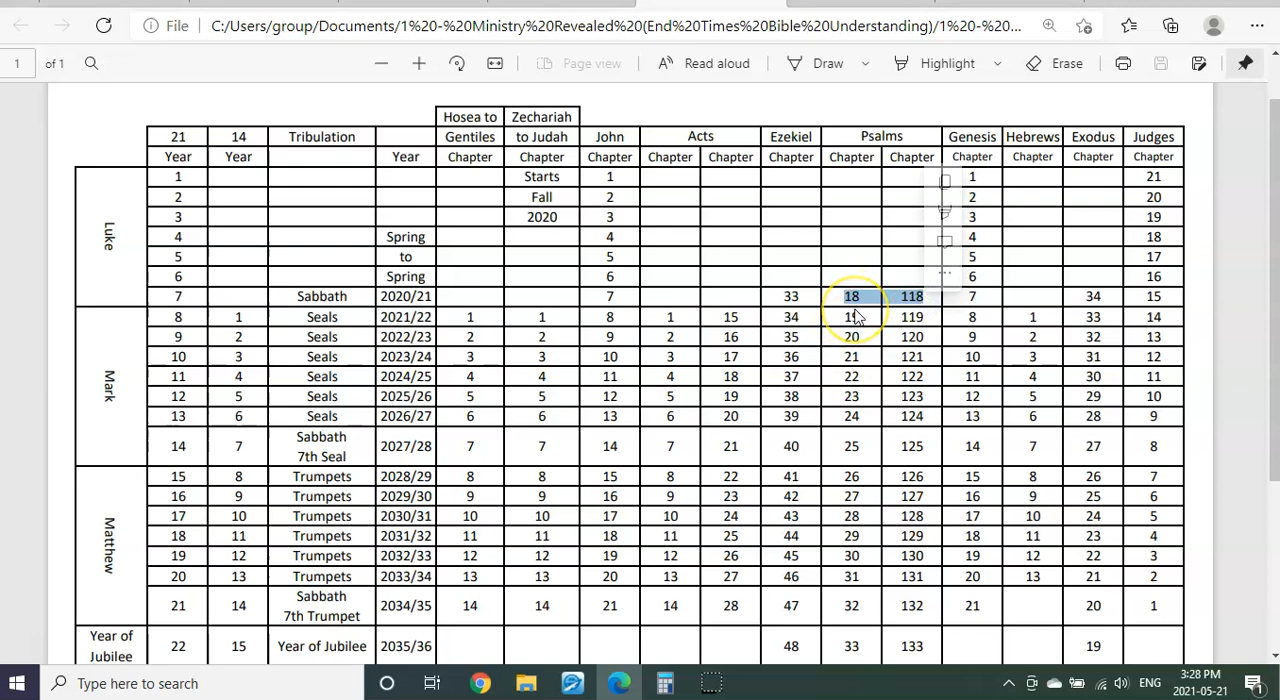 File C:/Users/group/Documents/1%20-%20Ministry%20Revealed%20(End%20Times%20Bible%20Understanding)/1%20-%20...
1 of 1 Page view Read aloud Draw Highlight Erase
Hosea to Zechariah
21 14 Tribulation Gentiles to Judah John Acts Ezekiel Psalms Genesis Hebrews Exodus Judges
Year Year Year Chapter Chapter Chapter Chapter Chapter Chapter Chapter Chapter Chapter Chapter Chapter Chapter
Luke
1 Starts 1 1 21
2 Fall 2 2 20
3 2020 3 3 19
4 Spring 4 4 18
5 to 5 5 17
6 Spring 6 6 16
7 Sabbath 2020/21 7 33 18 118 7 34 15
Mark
8 1 Seals 2021/22 1 1 8 1 15 34 19 119 8 1 33 14
9 2 Seals 2022/23 2 2 9 2 16 35 20 120 9 2 32 13
10 3 Seals 2023/24 3 3 10 3 17 36 21 121 10 3 31 12
11 4 Seals 2024/25 4 4 11 4 18 37 22 122 11 4 30 11
12 5 Seals 2025/26 5 5 12 5 19 38 23 123 12 5 29 10
13 6 Seals 2026/27 6 6 13 6 20 39 24 124 13 6 28 9
14 7 Sabbath 7th Seal 2027/28 7 7 14 7 21 40 25 125 14 7 27 8
Matthew
15 8 Trumpets 2028/29 8 8 15 8 22 41 26 126 15 8 26 7
16 9 Trumpets 2029/30 9 9 16 9 23 42 27 127 16 9 25 6
17 10 Trumpets 2030/31 10 10 17 10 24 43 28 128 17 10 24 5
18 11 Trumpets 2031/32 11 11 18 11 25 44 29 129 18 11 23 4
19 12 Trumpets 2032/33 12 12 19 12 26 45 30 130 19 12 22 3
20 13 Trumpets 2033/34 13 13 20 13 27 46 31 131 20 13 21 2
21 14 Sabbath 7th Trumpet 2034/35 14 14 21 14 28 47 32 132 21 20 1
Year of Jubilee 22 15 Year of Jubilee 2035/36 48 33 133 19
Type here to search
ENG
3:28 PM
2021-05-21
1